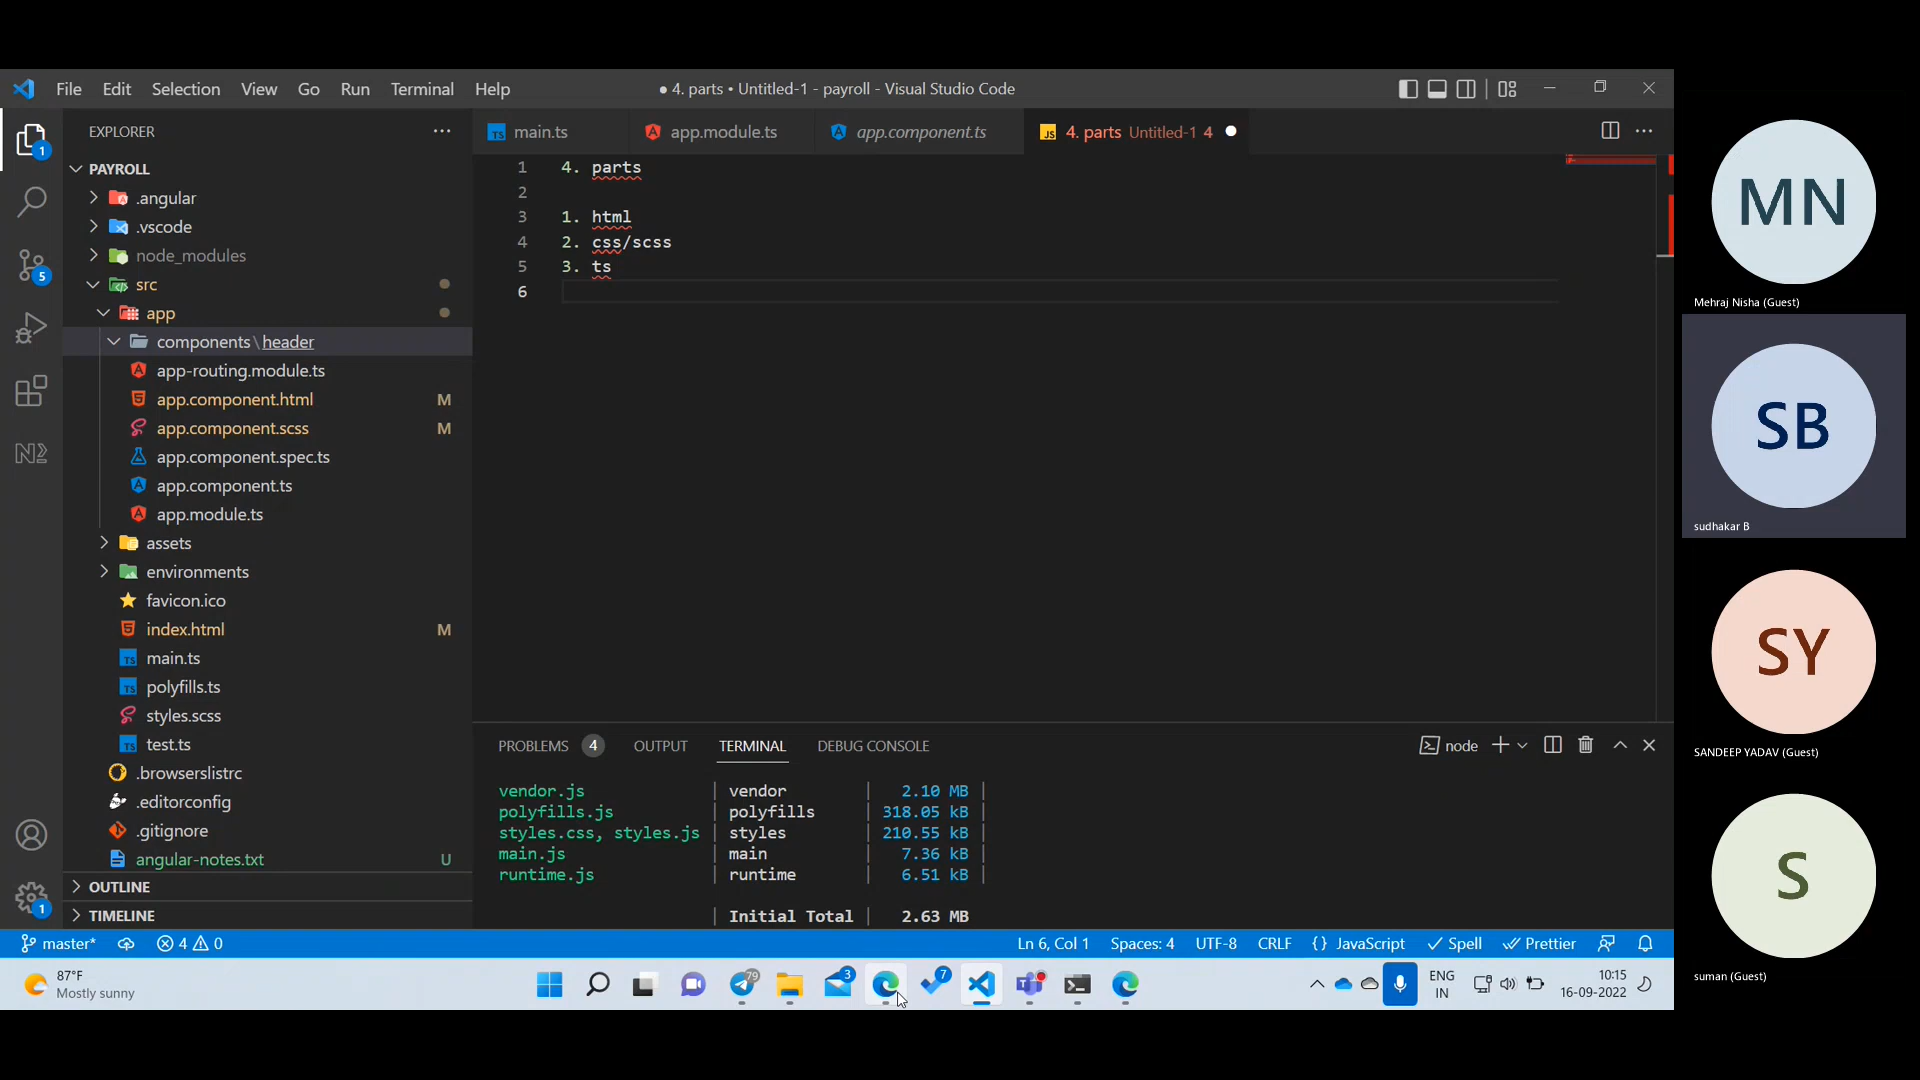 File Edit Selection View Go Run Terminal Help
● 4. parts • Untitled-1 - payroll - Visual Studio Code
EXPLORER
main.ts
app.module.ts
app.component.ts
4. parts Untitled-1 4
1
PAYROLL
.angular
.vscode
node_modules
src
app
components\header
app-routing.module.ts
app.component.html M
app.component.scss M
app.component.spec.ts
app.component.ts
app.module.ts
assets
environments
favicon.ico
index.html M
main.ts
polyfills.ts
styles.scss
test.ts
.browserslistrc
.editorconfig
.gitignore
angular-notes.txt U
OUTLINE
TIMELINE
5
1
1 4. parts
2
3 1. html
4 2. css/scss
5 3. ts
6
PROBLEMS 4 OUTPUT TERMINAL DEBUG CONSOLE
node
vendor.js | vendor | 2.10 MB |
polyfills.js | polyfills | 318.05 kB |
styles.css, styles.js | styles | 210.55 kB |
main.js | main | 7.36 kB |
runtime.js | runtime | 6.51 kB |
| Initial Total | 2.63 MB
master* 4 0
Ln 6, Col 1 Spaces: 4 UTF-8 CRLF {} JavaScript Spell Prettier
87°F
Mostly sunny
79
3
7
ENG
IN
10:15
16-09-2022
MN
Mehraj Nisha (Guest)
SB
sudhakar B
SY
SANDEEP YADAV (Guest)
S
suman (Guest)